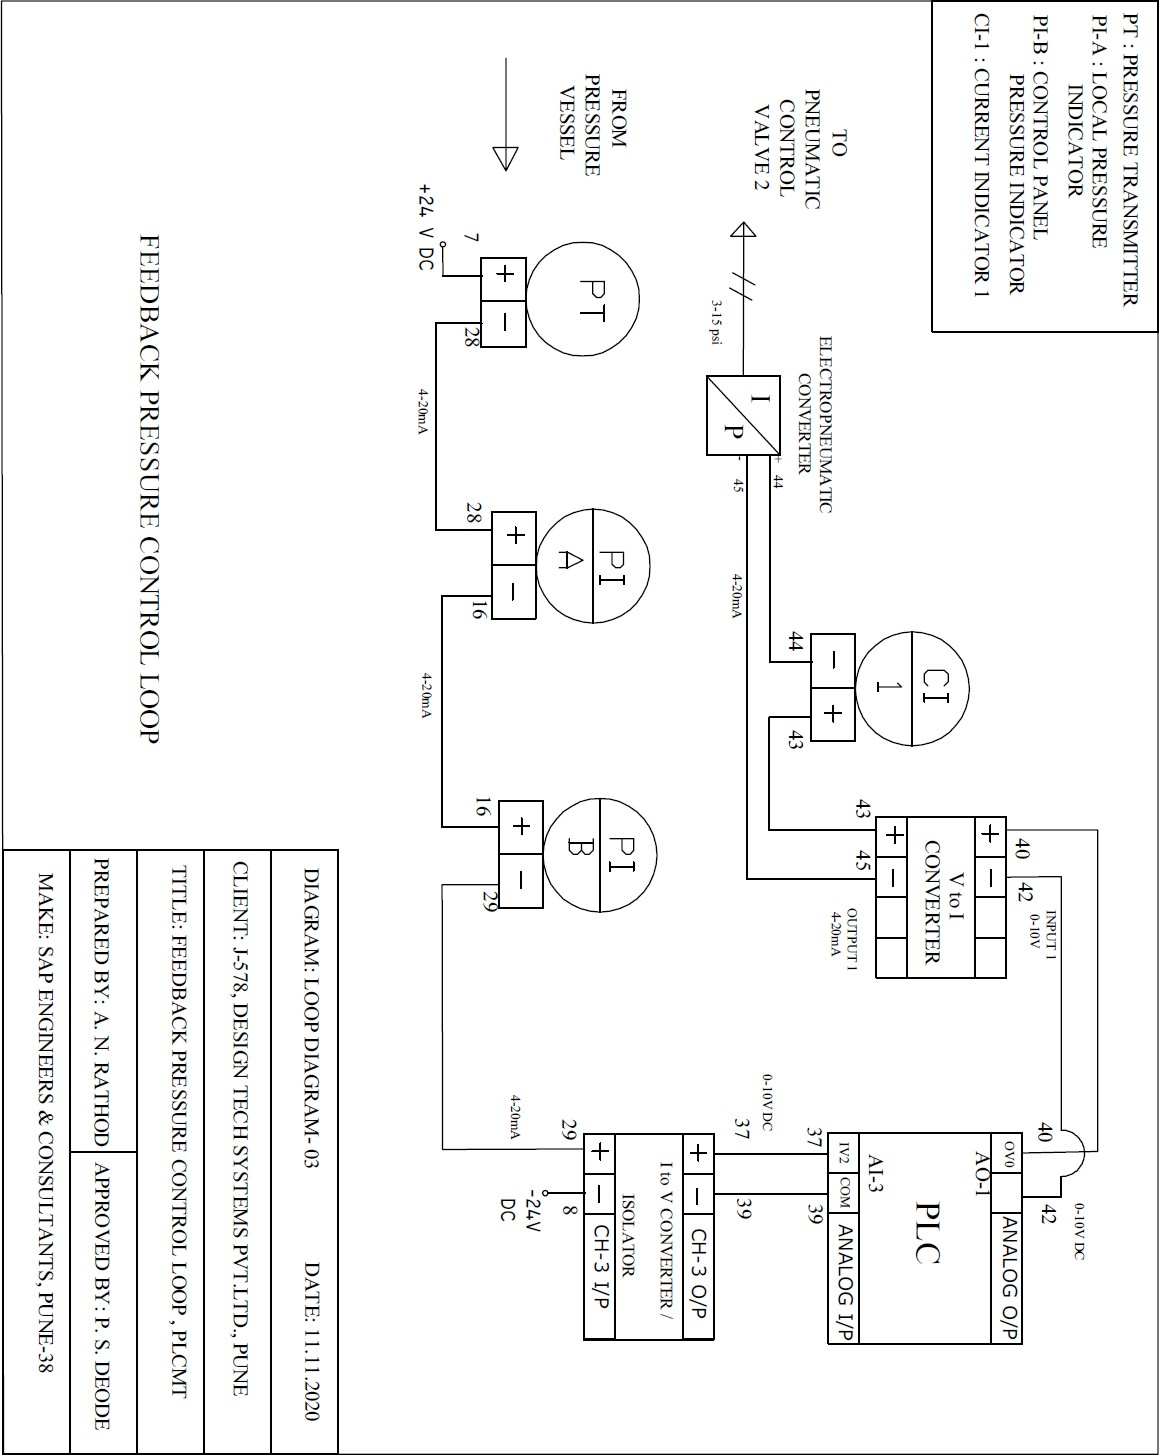 PT : PRESSURE TRANSMITTER
PI-A : LOCAL PRESSURE
INDICATOR
PI-B : CONTROL PANEL
PRESSURE INDICATOR
CI-1 : CURRENT INDICATOR 1
TO
PNEUMATIC
CONTROL
VALVE 2
3-15 psi
ELECTROPNEUMATIC
CONVERTER
I
P
+
-
44
45
4-20mA
CI
1
44
-
+
43
43
45
+
-
V to I
CONVERTER
+
-
40
42
INPUT 1
0-10V
OUTPUT 1
4-20mA
40
42
0-10V DC
OV0
AO-1
ANALOG O/P
PLC
AI-3
IV2
COM
ANALOG I/P
37
39
0-10V DC
37
39
+
-
CH-3 O/P
I to V CONVERTER /
ISOLATOR
+
-
CH-3 I/P
29
8
-24V
DC
FROM
PRESSURE
VESSEL
+24 V DC
7
PT
+
-
28
4-20mA
28
PI
A
+
-
16
4-20mA
16
PI
B
+
-
29
4-20mA
FEEDBACK PRESSURE CONTROL LOOP
DIAGRAM: LOOP DIAGRAM- 03 DATE: 11.11.2020
CLIENT: J-578, DESIGN TECH SYSTEMS PVT.LTD., PUNE
TITLE: FEEDBACK PRESSURE CONTROL LOOP , PLCMT
PREPARED BY: A. N. RATHOD APPROVED BY: P. S. DEODE
MAKE: SAP ENGINEERS & CONSULTANTS, PUNE-38